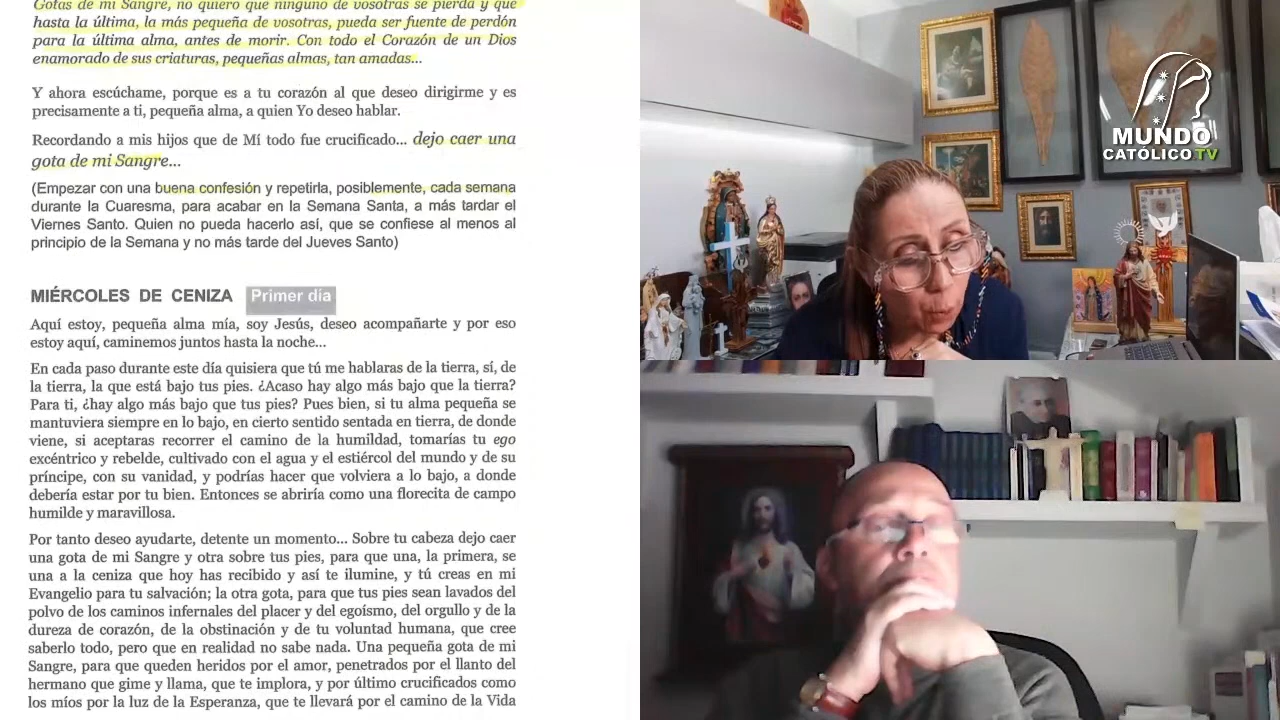 Gotas de mi Sangre, no quiero que ninguno de vosotras se pierda y que
hasta la última, la más pequeña de vosotras, pueda ser fuente de perdón
para la última alma, antes de morir. Con todo el Corazón de un Dios
enamorado de sus criaturas, pequeñas almas, tan amadas...
Y ahora escúchame, porque es a tu corazón al que deseo dirigirme y es
precisamente a ti, pequeña alma, a quien Yo deseo hablar.
Recordando a mis hijos que de Mí todo fue crucificado... dejo caer una
gota de mi Sangre...
(Empezar con una buena confesión y repetirla, posiblemente, cada semana
durante la Cuaresma, para acabar en la Semana Santa, a más tardar el
Viernes Santo. Quien no pueda hacerlo así, que se confiese al menos al
principio de la Semana y no más tarde del Jueves Santo)
MIÉRCOLES DE CENIZA Primer día
Aquí estoy, pequeña alma mía, soy Jesús, deseo acompañarte y por eso
estoy aquí, caminemos juntos hasta la noche...
En cada paso durante este día quisiera que tú me hablaras de la tierra, sí, de
la tierra, la que está bajo tus pies. ¿Acaso hay algo más bajo que la tierra?
Para ti, ¿hay algo más bajo que tus pies? Pues bien, si tu alma pequeña se
mantuviera siempre en lo bajo, en cierto sentido sentada en tierra, de donde
viene, si aceptaras recorrer el camino de la humildad, tomarías tu ego
excéntrico y rebelde, cultivado con el agua y el estiércol del mundo y de su
príncipe, con su vanidad, y podrías hacer que volviera a lo bajo, a donde
debería estar por tu bien. Entonces se abriría como una florecita de campo
humilde y maravillosa.
Por tanto deseo ayudarte, detente un momento... Sobre tu cabeza dejo caer
una gota de mi Sangre y otra sobre tus pies, para que una, la primera, se
una a la ceniza que hoy has recibido y así te ilumine, y tú creas en mi
Evangelio para tu salvación; la otra gota, para que tus pies sean lavados del
polvo de los caminos infernales del placer y del egoísmo, del orgullo y de la
dureza de corazón, de la obstinación y de tu voluntad humana, que cree
saberlo todo, pero que en realidad no sabe nada. Una pequeña gota de mi
Sangre, para que queden heridos por el amor, penetrados por el llanto del
hermano que gime y llama, que te implora, y por último crucificados como
los míos por la luz de la Esperanza, que te llevará por el camino de la Vida
MUNDO
CATÓLICO TV